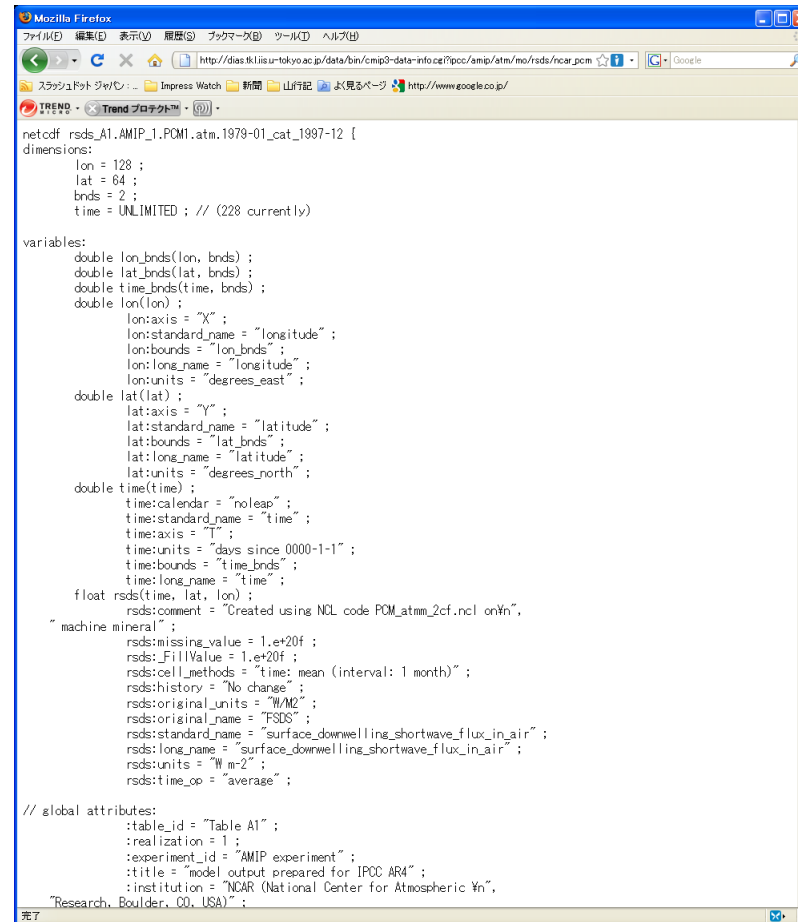 Mozilla Firefox
ファイル(F) 編集(E) 表示(V) 履歴(S) ブックマーク(B) ツール(T) ヘルプ(H)
http://dias.tkl.iis.u-tokyo.ac.jp/data/bin/cmip3-data-info.cgi?ipcc/amip/atm/mo/rsds/ncar_pcm Google
スラッシュドット ジャパン : ... Impress Watch 新聞 山行記 よく見るページ http://www.google.co.jp/
TREND MICRO Trend プロテクト™
netcdf rsds_A1.AMIP_1.PCM1.atm.1979-01_cat_1997-12 {
dimensions:
lon = 128 ;
lat = 64 ;
bnds = 2 ;
time = UNLIMITED ; // (228 currently)
variables:
double lon_bnds(lon, bnds) ;
double lat_bnds(lat, bnds) ;
double time_bnds(time, bnds) ;
double lon(lon) ;
lon:axis = "X" ;
lon:standard_name = "longitude" ;
lon:bounds = "lon_bnds" ;
lon:long_name = "longitude" ;
lon:units = "degrees_east" ;
double lat(lat) ;
lat:axis = "Y" ;
lat:standard_name = "latitude" ;
lat:bounds = "lat_bnds" ;
lat:long_name = "latitude" ;
lat:units = "degrees_north" ;
double time(time) ;
time:calendar = "noleap" ;
time:standard_name = "time" ;
time:axis = "T" ;
time:units = "days since 0000-1-1" ;
time:bounds = "time_bnds" ;
time:long_name = "time" ;
float rsds(time, lat, lon) ;
rsds:comment = "Created using NCL code PCM_atmm_2cf.ncl on¥n",
" machine mineral" ;
rsds:missing_value = 1.e+20f ;
rsds:_FillValue = 1.e+20f ;
rsds:cell_methods = "time: mean (interval: 1 month)" ;
rsds:history = "No change" ;
rsds:original_units = "W/M2" ;
rsds:original_name = "FSDS" ;
rsds:standard_name = "surface_downwelling_shortwave_flux_in_air" ;
rsds:long_name = "surface_downwelling_shortwave_flux_in_air" ;
rsds:units = "W m-2" ;
rsds:time_op = "average" ;
// global attributes:
:table_id = "Table A1" ;
:realization = 1 ;
:experiment_id = "AMIP experiment" ;
:title = "model output prepared for IPCC AR4" ;
:institution = "NCAR (National Center for Atmospheric ¥n",
"Research, Boulder, CO, USA)" ;
完了